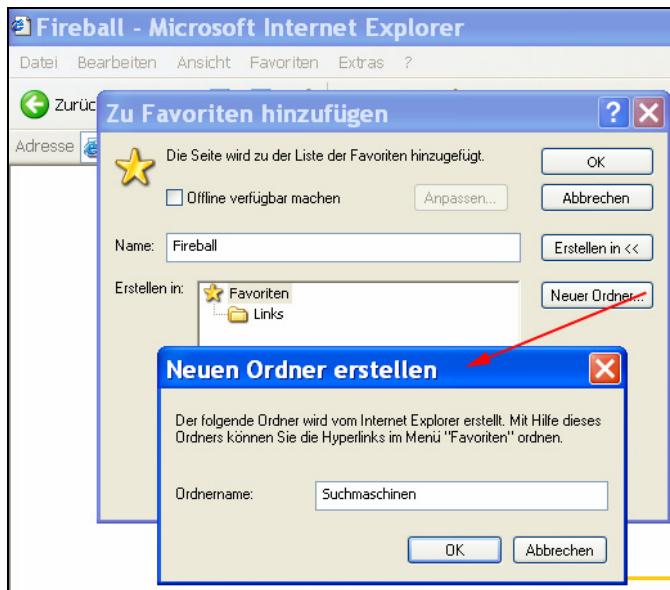 Fireball - Microsoft Internet Explorer
Datei Bearbeiten Ansicht Favoriten Extras ?
Zurüc
Zu Favoriten hinzufügen
Adresse
Die Seite wird zu der Liste der Favoriten hinzugefügt.
OK
Offline verfügbar machen
Anpassen...
Abbrechen
Name: Fireball
Erstellen in <<
Erstellen in: Favoriten
Neuer Ordner...
Links
Neuen Ordner erstellen
Der folgende Ordner wird vom Internet Explorer erstellt. Mit Hilfe dieses
Ordners können Sie die Hyperlinks im Menü "Favoriten" ordnen.
Ordnername: Suchmaschinen
OK Abbrechen